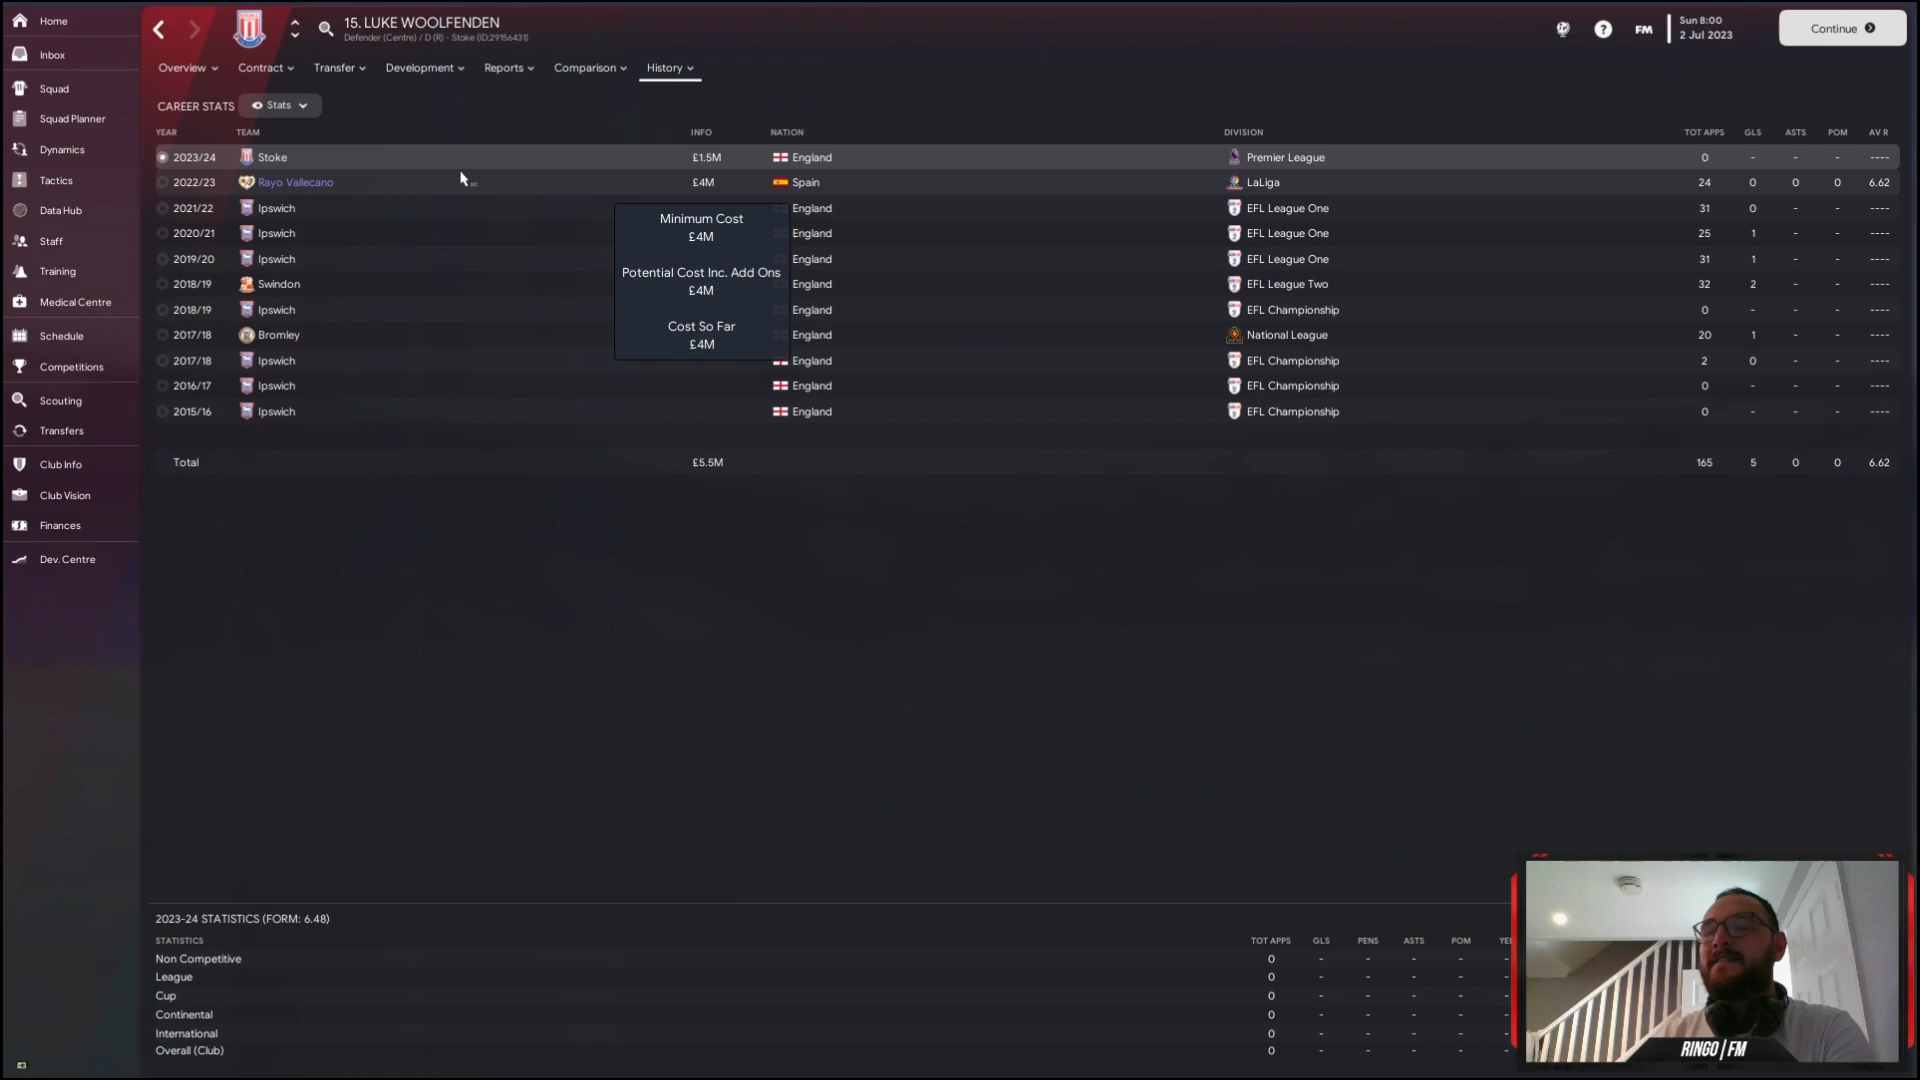 Home
Inbox
Squad
Squad Planner
Dynamics
Tactics
Data Hub
Staff
Training
Medical Centre
Schedule
Competitions
Scouting
Transfers
Club Info
Club Vision
Finances
Dev. Centre
15. LUKE WOOLFENDEN
Defender (Centre) / D (R) - Stoke (ID:29156431)
FM
Sun 8:00
2 Jul 2023
Continue
Overview Contract Transfer Development Reports Comparison History
CAREER STATS Stats
YEAR TEAM INFO NATION DIVISION TOT APPS GLS ASTS POM AV R
2023/24 Stoke £1.5M England Premier League 0 - - - ----
2022/23 Rayo Vallecano £4M Spain LaLiga 24 0 0 0 6.62
2021/22 Ipswich England EFL League One 31 0 - - ----
2020/21 Ipswich England EFL League One 25 1 - - ----
2019/20 Ipswich England EFL League One 31 1 - - ----
2018/19 Swindon England EFL League Two 32 2 - - ----
2018/19 Ipswich England EFL Championship 0 - - - ----
2017/18 Bromley England National League 20 1 - - ----
2017/18 Ipswich England EFL Championship 2 0 - - ----
2016/17 Ipswich England EFL Championship 0 - - - ----
2015/16 Ipswich England EFL Championship 0 - - - ----
Total £5.5M 165 5 0 0 6.62
Minimum Cost
£4M
Potential Cost Inc. Add Ons
£4M
Cost So Far
£4M
2023-24 STATISTICS (FORM: 6.48)
STATISTICS TOT APPS GLS PENS ASTS POM
Non Competitive 0 - - - - -
League 0 - - - - -
Cup 0 - - - - -
Continental 0 - - - - -
International 0 - - - - -
Overall (Club) 0 - - - - -
RINGO|FM